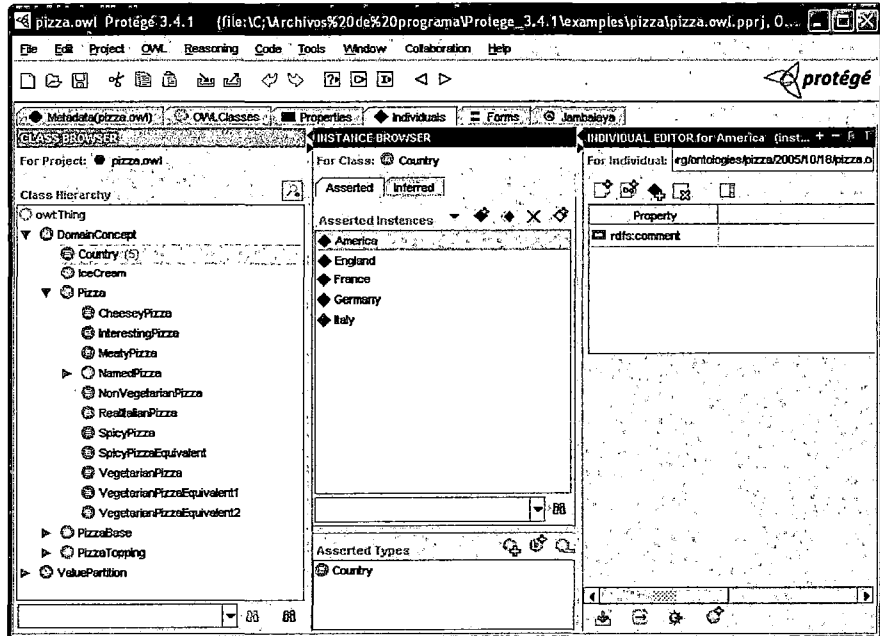 pizza.owl Protégé 3.4.1 (file:\C:\Archivos%20de%20programa\Protege_3.4.1\examples\pizza\pizza.owl.pprj, O...
File Edit Project OWL Reasoning Code Tools Window Collaboration Help
protégé
Metadata(pizza.owl) OWLClasses Properties Individuals Forms Jambalaya
CLASS BROWSER
For Project: pizza.owl
Class Hierarchy
owl:Thing
DomainConcept
Country (5)
IceCream
Pizza
CheeseyPizza
InterestingPizza
MeatyPizza
NamedPizza
NonVegetarianPizza
RealItalianPizza
SpicyPizza
SpicyPizzaEquivalent
VegetarianPizza
VegetarianPizzaEquivalent1
VegetarianPizzaEquivalent2
PizzaBase
PizzaTopping
ValuePartition
INSTANCE BROWSER
For Class: Country
Asserted Inferred
Asserted Instances
America
England
France
Germany
Italy
Asserted Types
Country
INDIVIDUAL EDITOR for America (inst...
For Individual: rg/ontologies/pizza/2005/10/18/pizza.o
Property
rdfs:comment